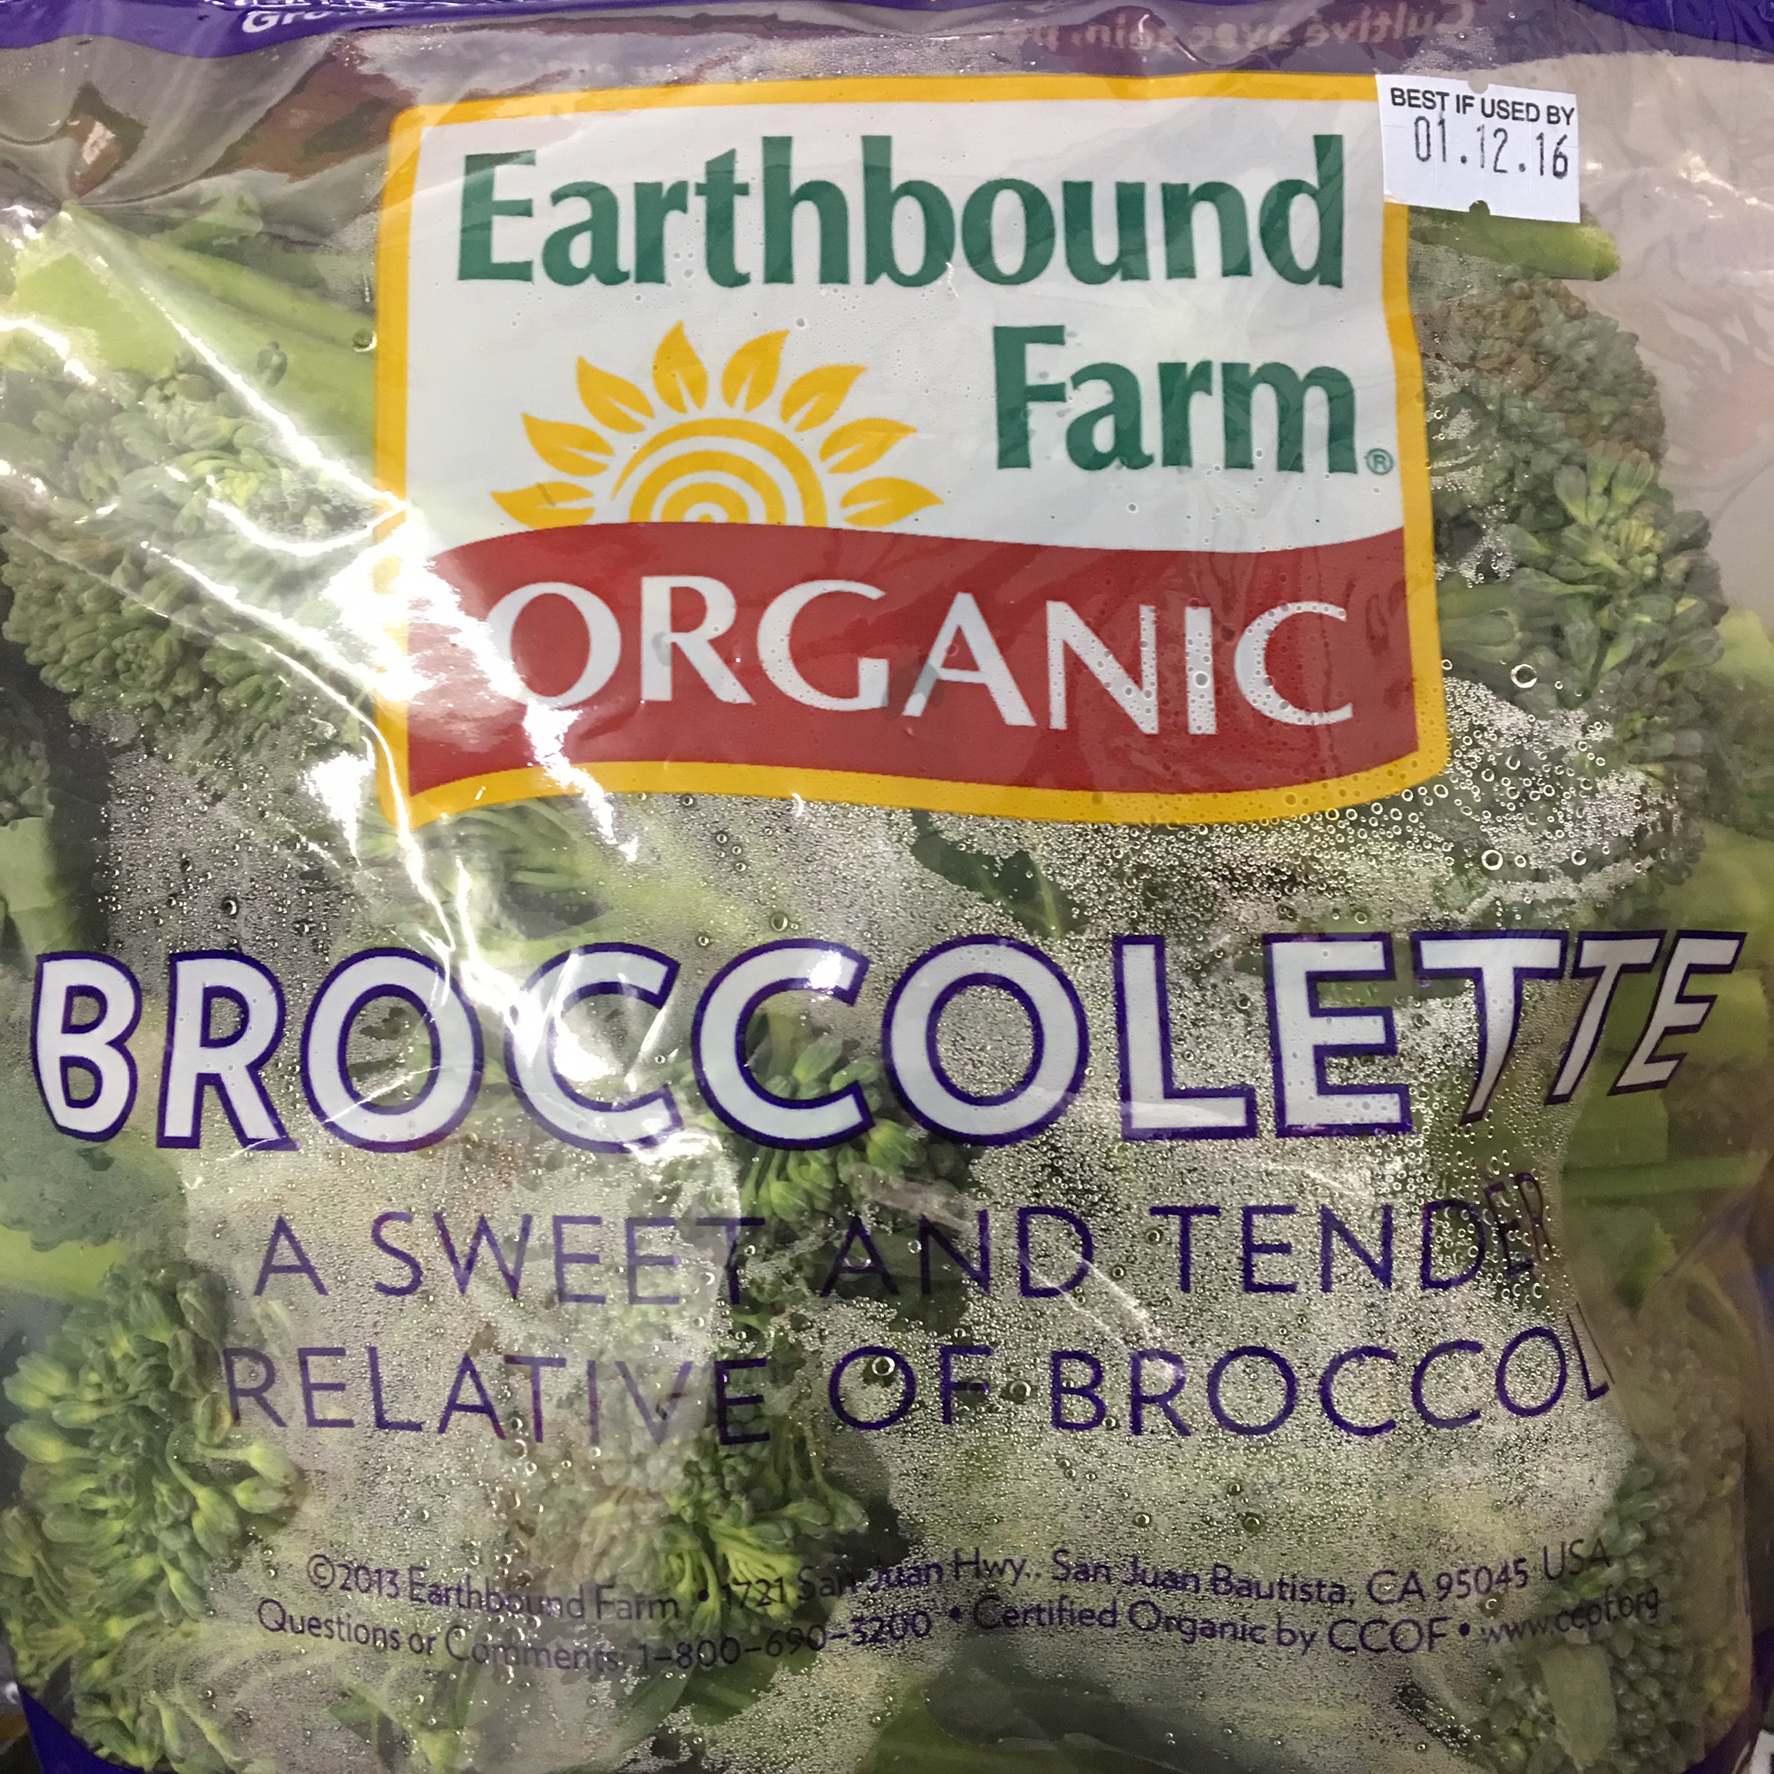 BEST IF USED BY
01.12.16
Earthbound
Farm®
ORGANIC
BROCCOLETTE
A SWEET AND TENDER
RELATIVE OF BROCCOLI
©2013 Earthbound Farm • 1721 San Juan Hwy., San Juan Bautista, CA 95045 USA
Questions or Comments: 1-800-690-3200 • Certified Organic by CCOF • www.ccof.org